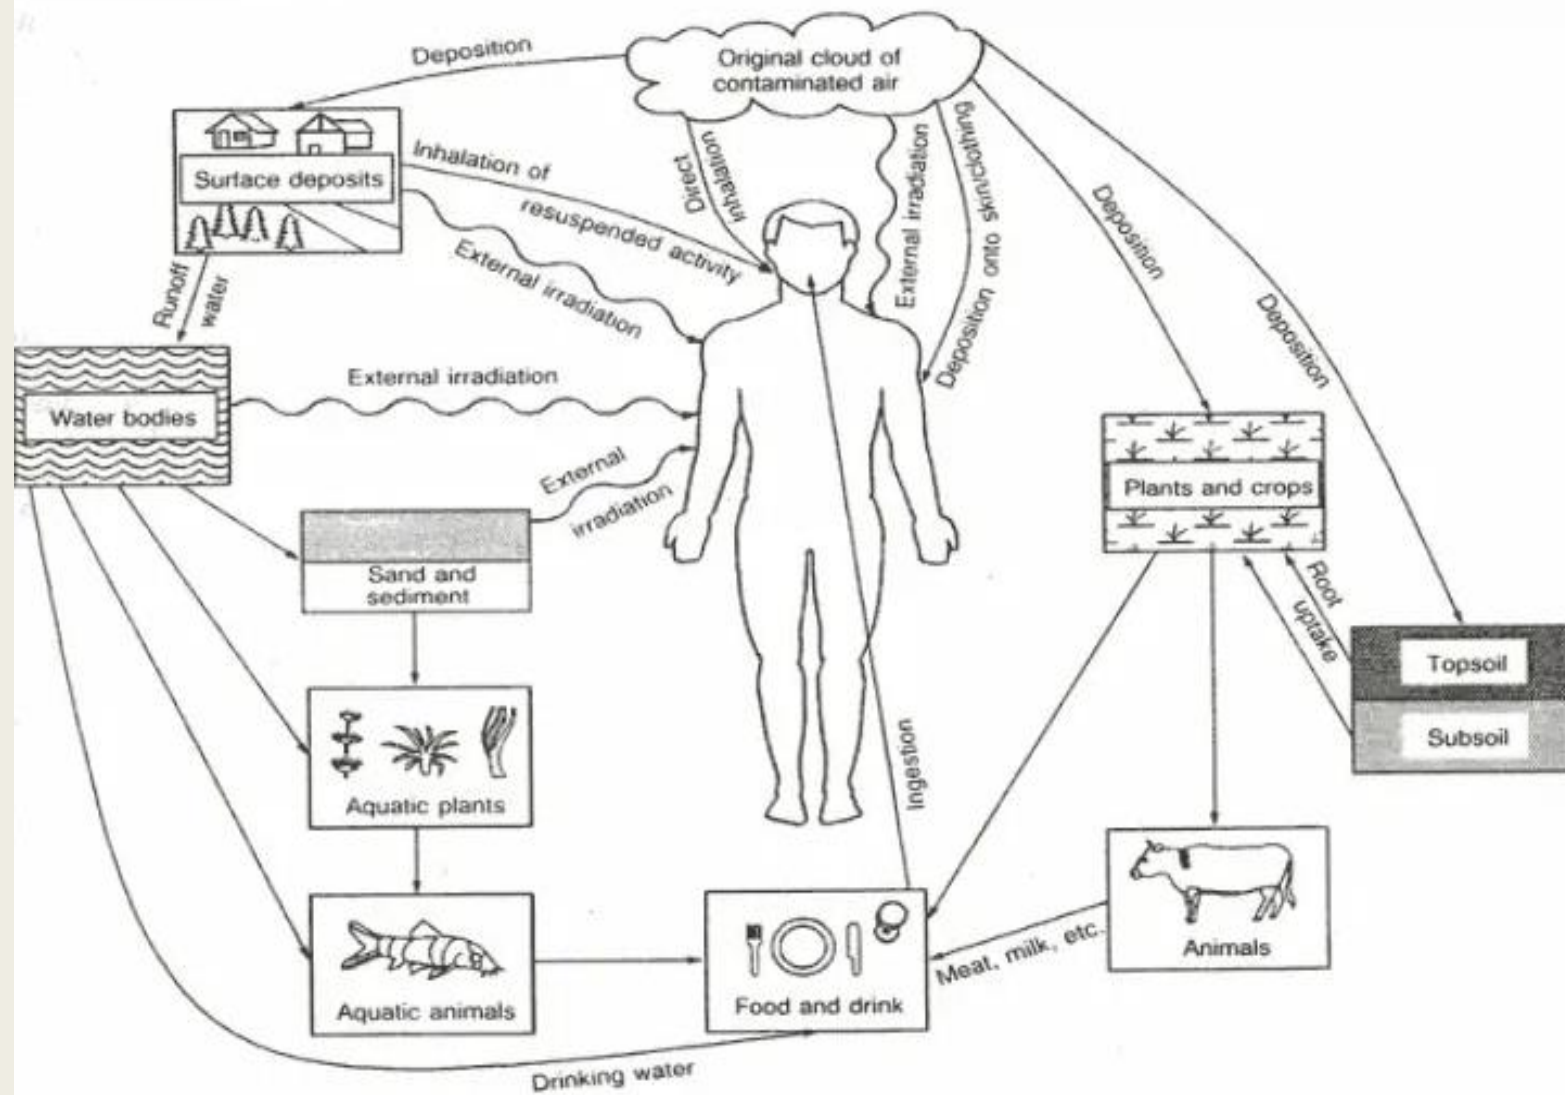 Original cloud of
contaminated air
Deposition
Surface deposits
Inhalation of
resuspended activity
Direct
inhalation
External irradiation
Deposition onto skin/clothing
Deposition
Deposition
External irradiation
Runoff
water
Water bodies
External irradiation
External
irradiation
Sand and
sediment
Plants and crops
Root
uptake
Topsoil
Subsoil
Aquatic plants
Ingestion
Aquatic animals
Food and drink
Animals
Meat, milk, etc.
Drinking water